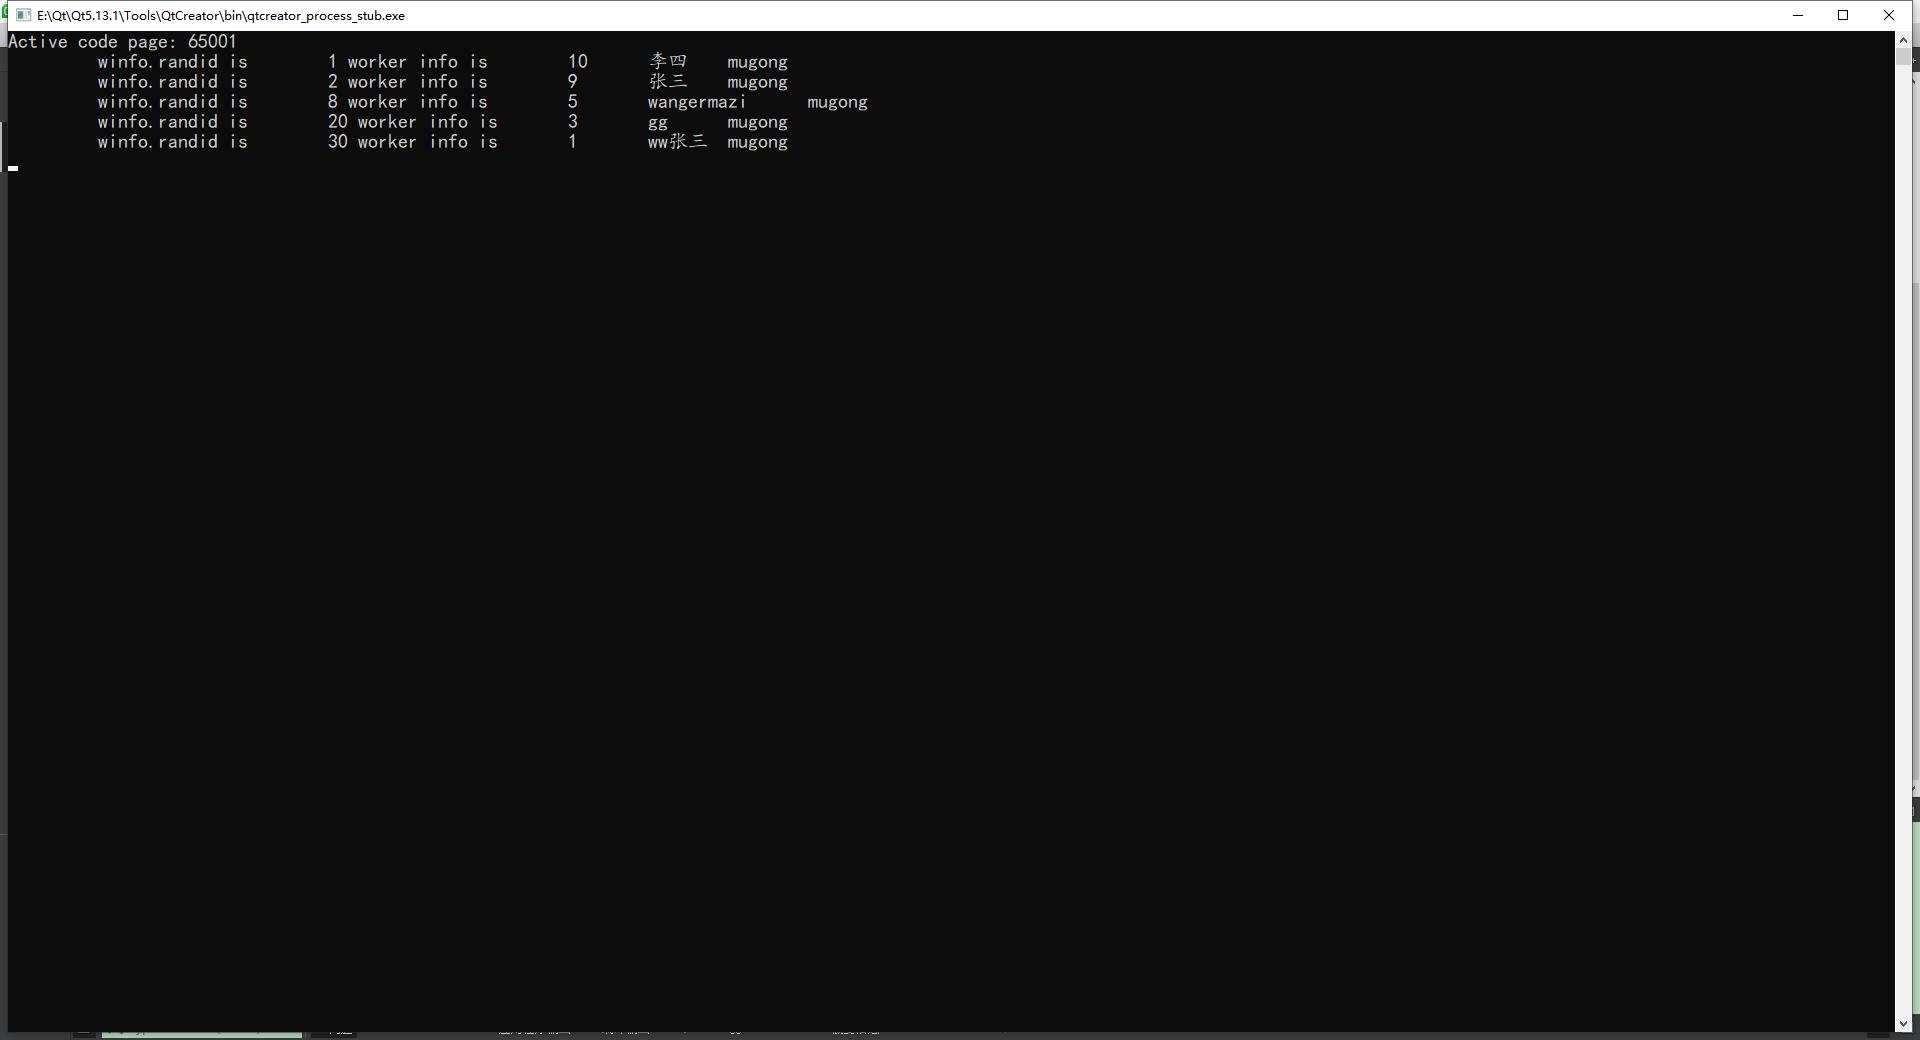 E:\Qt\Qt5.13.1\Tools\QtCreator\bin\qtcreator_process_stub.exe
Active code page: 65001
winfo.randid is 1 worker info is 10 李四 mugong
winfo.randid is 2 worker info is 9 张三 mugong
winfo.randid is 8 worker info is 5 wangermazi mugong
winfo.randid is 20 worker info is 3 gg mugong
winfo.randid is 30 worker info is 1 ww张三 mugong